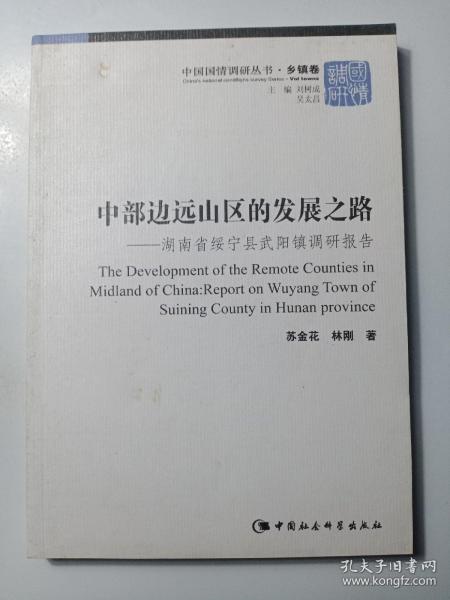 中国国情调研丛书·乡镇卷
China's national conditions survey Series · Vol towns
主 编 刘树成
吴太昌
國情調研
中部边远山区的发展之路
——湖南省绥宁县武阳镇调研报告
The Development of the Remote Counties in
Midland of China:Report on Wuyang Town of
Suining County in Hunan province
苏金花 林刚 著
中国社会科学出版社
孔夫子旧书网
www.kongfz.com